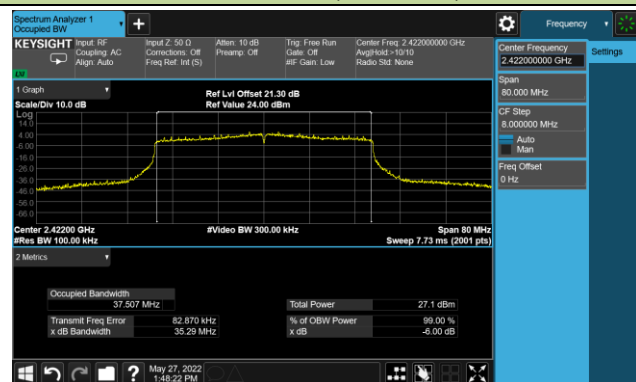 Spectrum Analyzer 1
Occupied BW
+
Frequency
KEYSIGHT
Input: RF
Coupling: AC
Align: Auto
Input Z: 50 Ω
Corrections: Off
Freq Ref: Int (S)
Atten: 10 dB
Preamp: Off
Trig: Free Run
Gate: Off
#IF Gain: Low
Center Freq: 2.422000000 GHz
Avg|Hold:>10/10
Radio Std: None
Center Frequency
2.422000000 GHz
Settings
Span
80.000 MHz
CF Step
8.000000 MHz
Auto
Man
Freq Offset
0 Hz
1 Graph
Scale/Div 10.0 dB
Ref Lvl Offset 21.30 dB
Ref Value 24.00 dBm
Log
14.0
4.00
-6.00
-16.0
-26.0
-36.0
-46.0
-56.0
-66.0
Center 2.42200 GHz
#Res BW 100.00 kHz
#Video BW 300.00 kHz
Span 80 MHz
Sweep 7.73 ms (2001 pts)
2 Metrics
Occupied Bandwidth
37.507 MHz
Total Power 27.1 dBm
Transmit Freq Error 82.870 kHz
% of OBW Power 99.00 %
x dB Bandwidth 35.29 MHz
x dB -6.00 dB
?
May 27, 2022
1:48:22 PM